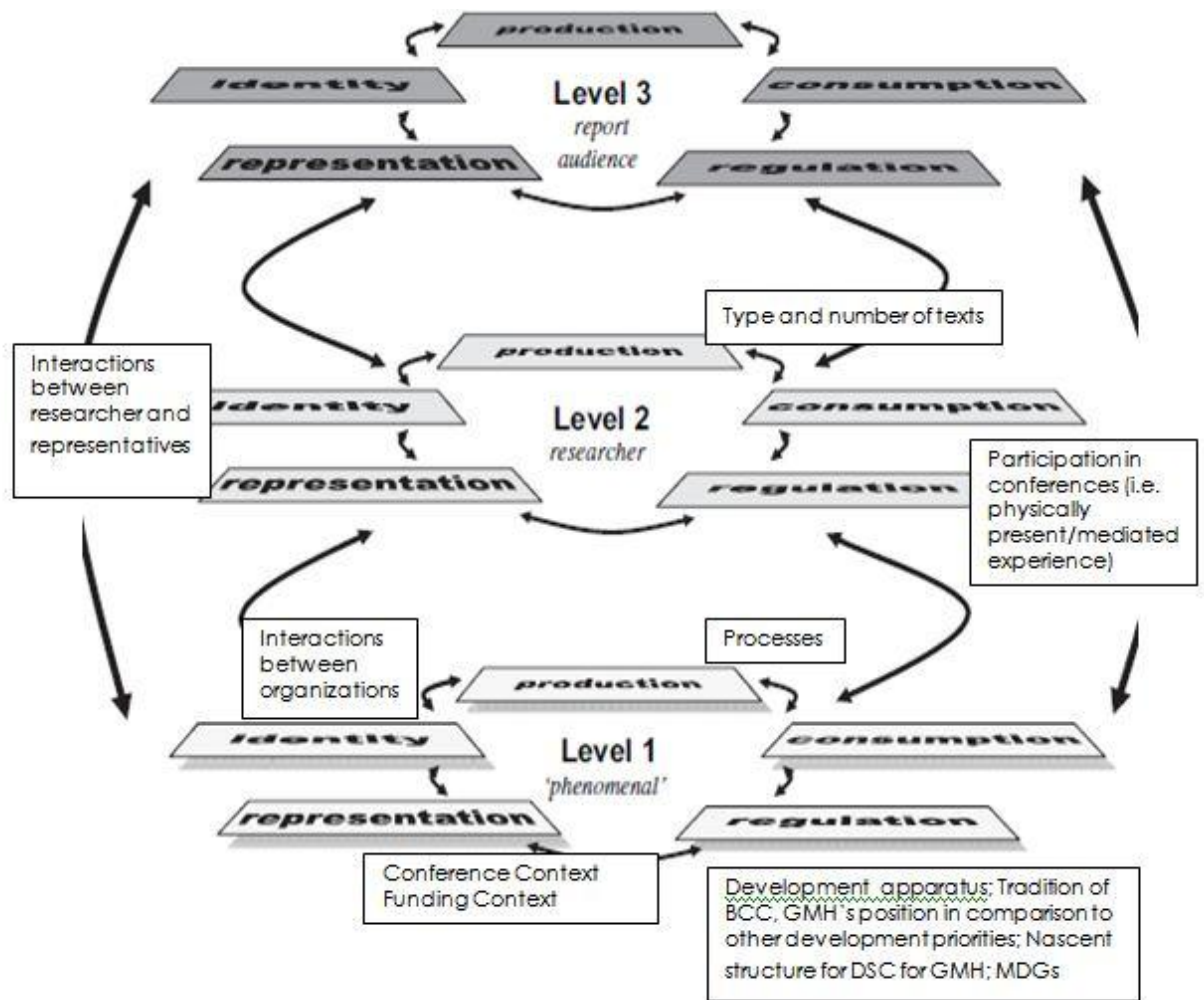 production
identity
consumption
Level 3
report
audience
representation
regulation
Type and number of texts
production
Interactions
between
researcher and
representatives
identity
consumption
Level 2
researcher
representation
regulation
Participation in
conferences (i.e.
physically
present/mediated
experience)
Interactions
between
organizations
Processes
production
identity
consumption
Level 1
'phenomenal'
representation
regulation
Conference Context
Funding Context
Development apparatus; Tradition of
BCC, GMH`s position in comparison to
other development priorities; Nascent
structure for DSC for GMH; MDGs